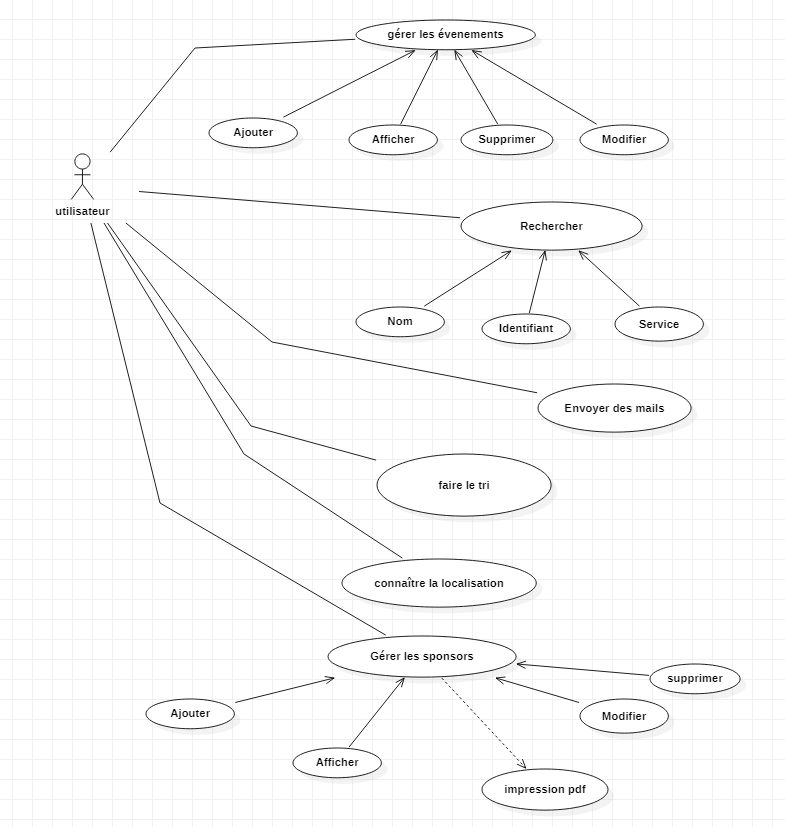 gérer les évenements
Ajouter
Afficher
Supprimer
Modifier
utilisateur
Rechercher
Nom
Identifiant
Service
Envoyer des mails
faire le tri
connaître la localisation
Gérer les sponsors
supprimer
Ajouter
Modifier
Afficher
impression pdf